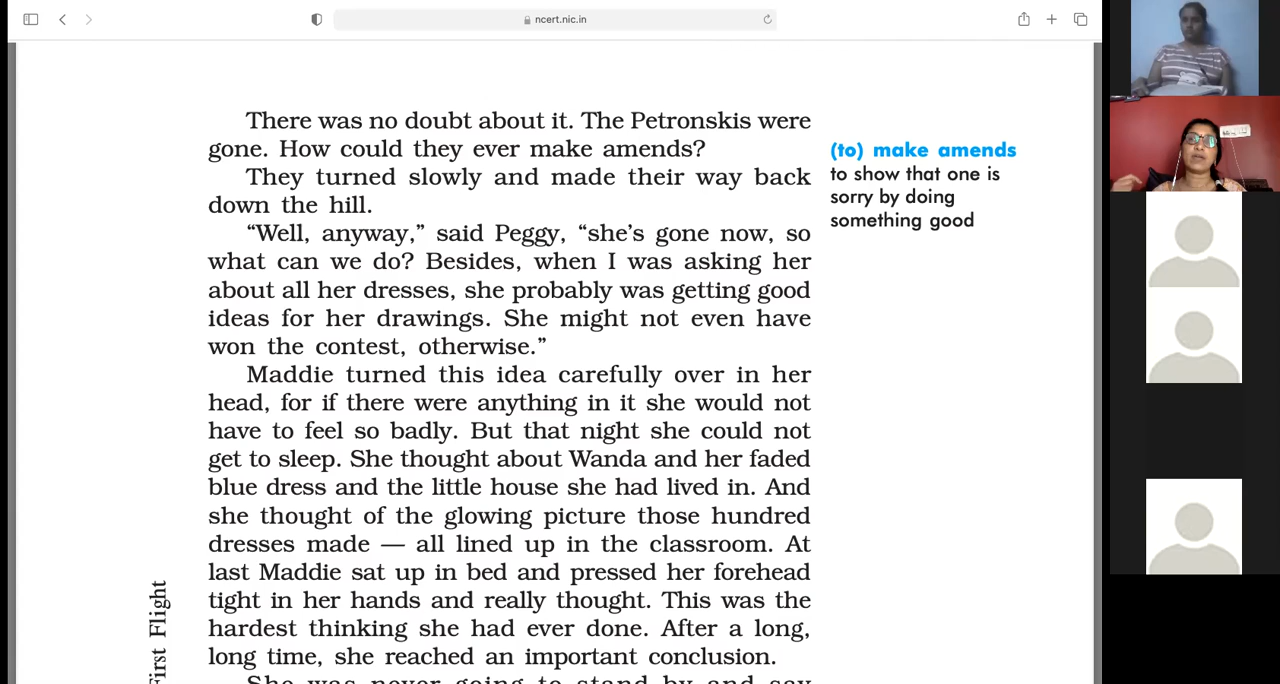 ncert.nic.in
There was no doubt about it. The Petronskis were
gone. How could they ever make amends?
They turned slowly and made their way back
down the hill.
“Well, anyway,” said Peggy, “she’s gone now, so
what can we do? Besides, when I was asking her
about all her dresses, she probably was getting good
ideas for her drawings. She might not even have
won the contest, otherwise.”
Maddie turned this idea carefully over in her
head, for if there were anything in it she would not
have to feel so badly. But that night she could not
get to sleep. She thought about Wanda and her faded
blue dress and the little house she had lived in. And
she thought of the glowing picture those hundred
dresses made — all lined up in the classroom. At
last Maddie sat up in bed and pressed her forehead
tight in her hands and really thought. This was the
hardest thinking she had ever done. After a long,
long time, she reached an important conclusion.
She was never going to stand by and say
(to) make amends
to show that one is
sorry by doing
something good
First Flight